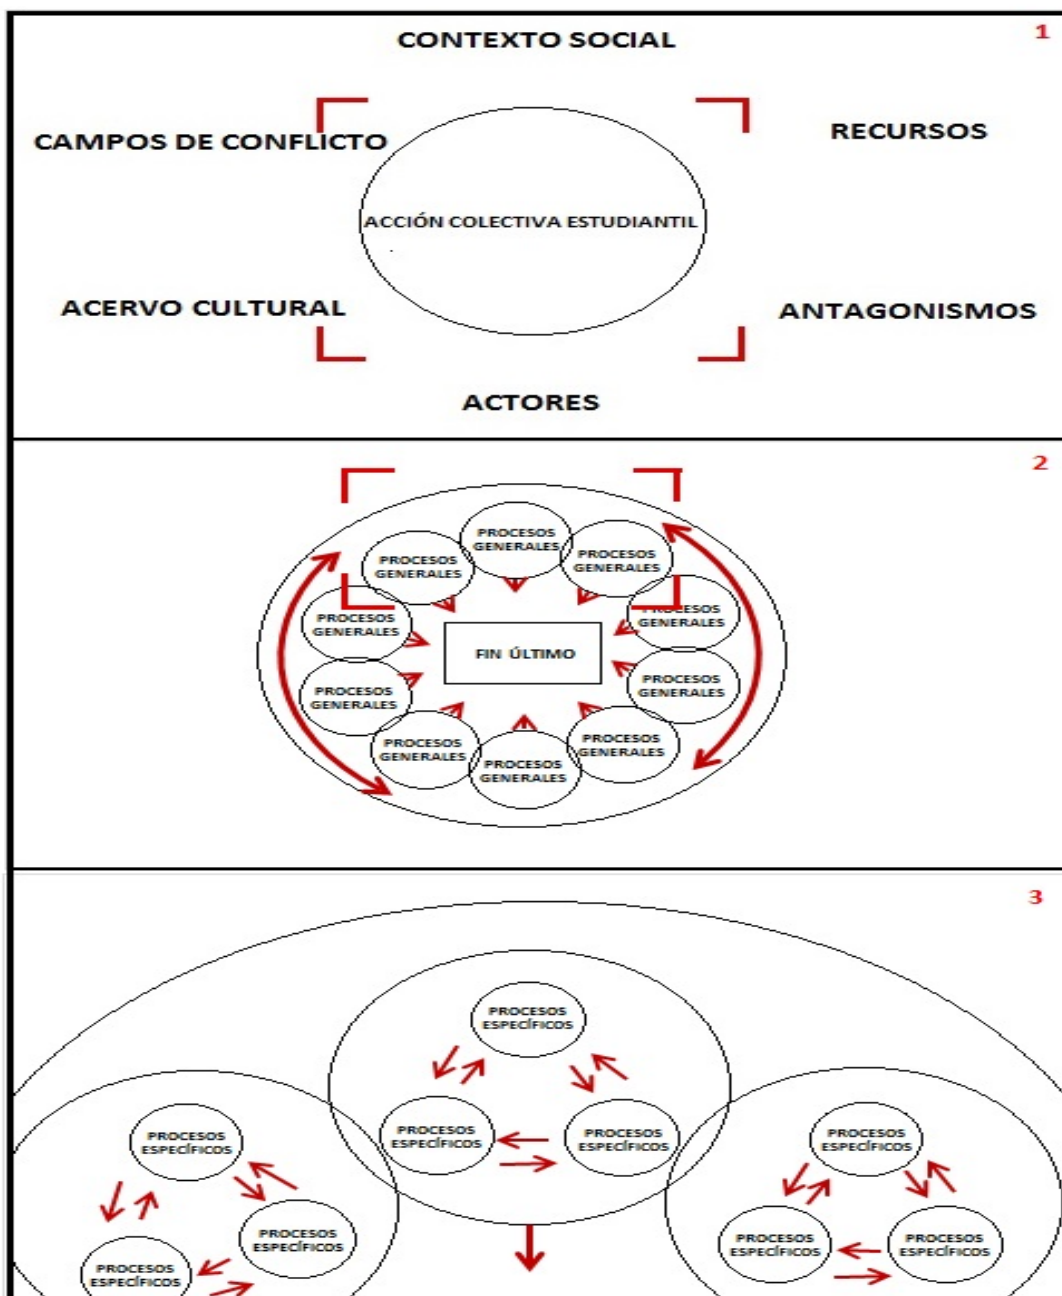 1
CONTEXTO SOCIAL
CAMPOS DE CONFLICTO
RECURSOS
ACCIÓN COLECTIVA ESTUDIANTIL
ACERVO CULTURAL
ANTAGONISMOS
ACTORES
2
PROCESOS
GENERALES
PROCESOS
GENERALES
PROCESOS
GENERALES
PROCESOS
GENERALES
PROCESOS
GENERALES
FIN ÚLTIMO
PROCESOS
GENERALES
PROCESOS
GENERALES
PROCESOS
GENERALES
PROCESOS
GENERALES
PROCESOS
GENERALES
3
PROCESOS
ESPECÍFICOS
PROCESOS
ESPECÍFICOS
PROCESOS
ESPECÍFICOS
PROCESOS
ESPECÍFICOS
PROCESOS
ESPECÍFICOS
PROCESOS
ESPECÍFICOS
PROCESOS
ESPECÍFICOS
PROCESOS
ESPECÍFICOS
PROCESOS
ESPECÍFICOS